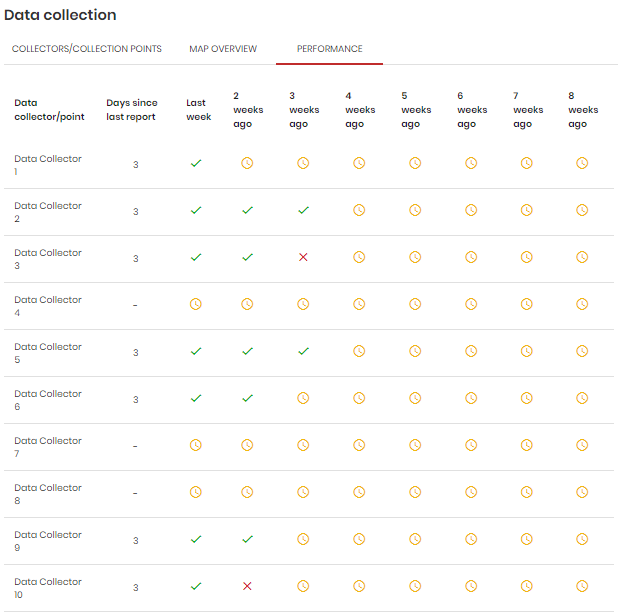 Data collection
COLLECTORS/COLLECTION POINTS MAP OVERVIEW PERFORMANCE
Data collector/point Days since last report Last week 2 weeks ago 3 weeks ago 4 weeks ago 5 weeks ago 6 weeks ago 7 weeks ago 8 weeks ago
Data Collector
1 3
Data Collector
2 3
Data Collector
3 3
Data Collector
4 -
Data Collector
5 3
Data Collector
6 3
Data Collector
7 -
Data Collector
8 -
Data Collector
9 3
Data Collector
10 3